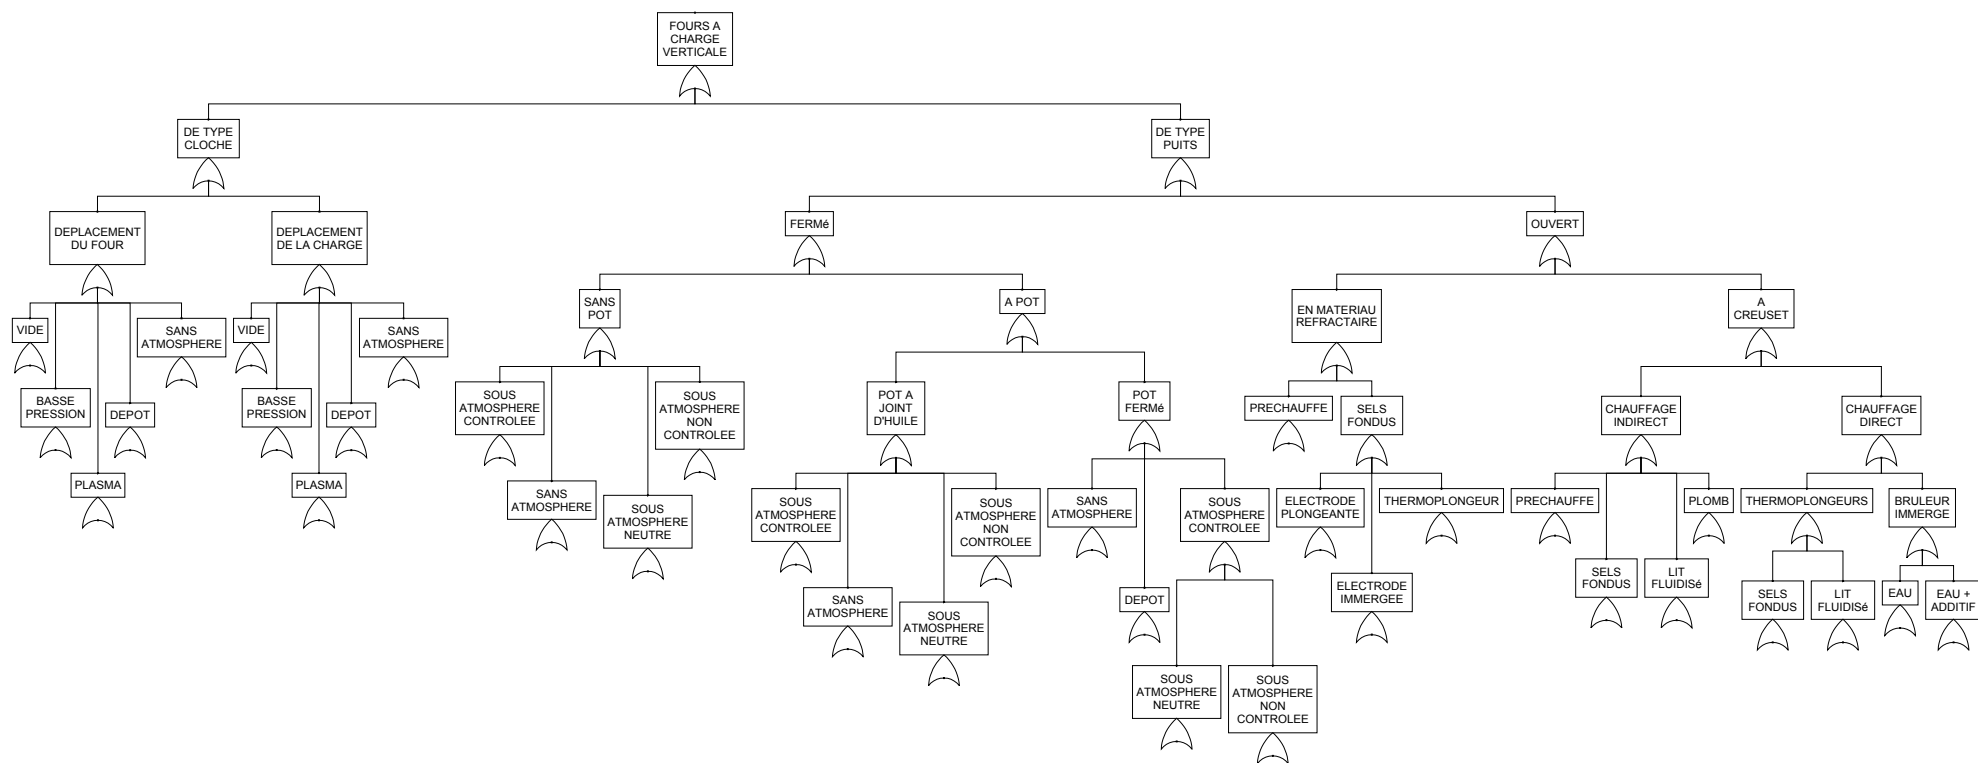 FOURS A
CHARGE
VERTICALE
DE TYPE
CLOCHE
DE TYPE
PUITS
DEPLACEMENT
DU FOUR
DEPLACEMENT
DE LA CHARGE
FERMé
OUVERT
VIDE
BASSE
PRESSION
PLASMA
DEPOT
SANS
ATMOSPHERE
VIDE
BASSE
PRESSION
PLASMA
DEPOT
SANS
ATMOSPHERE
SANS
POT
A POT
EN MATERIAU
REFRACTAIRE
A
CREUSET
SOUS
ATMOSPHERE
CONTROLEE
SANS
ATMOSPHERE
SOUS
ATMOSPHERE
NEUTRE
SOUS
ATMOSPHERE
NON
CONTROLEE
POT A
JOINT
D'HUILE
POT
FERMé
PRECHAUFFE
SELS
FONDUS
CHAUFFAGE
INDIRECT
CHAUFFAGE
DIRECT
SOUS
ATMOSPHERE
CONTROLEE
SANS
ATMOSPHERE
SOUS
ATMOSPHERE
NEUTRE
SOUS
ATMOSPHERE
NON
CONTROLEE
SANS
ATMOSPHERE
DEPOT
SOUS
ATMOSPHERE
CONTROLEE
SOUS
ATMOSPHERE
NEUTRE
SOUS
ATMOSPHERE
NON
CONTROLEE
ELECTRODE
PLONGEANTE
ELECTRODE
IMMERGEE
THERMOPLONGEUR
PRECHAUFFE
SELS
FONDUS
LIT
FLUIDISé
PLOMB
THERMOPLONGEURS
BRULEUR
IMMERGE
SELS
FONDUS
LIT
FLUIDISé
EAU
EAU +
ADDITIF